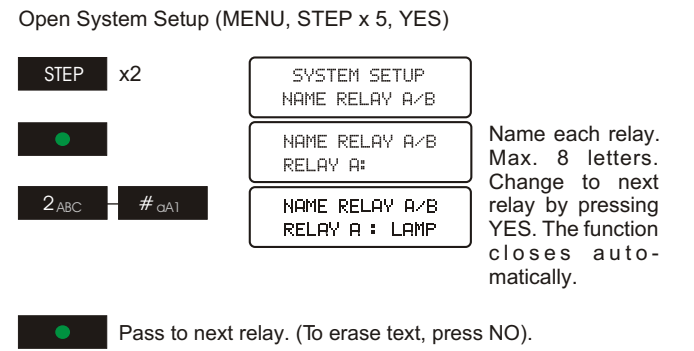 Open System Setup (MENU, STEP x 5, YES)
STEP x2
SYSTEM SETUP
NAME RELAY A/B
NAME RELAY A/B
RELAY A:
2 ABC # aA1
NAME RELAY A/B
RELAY A : LAMP
Name each relay.
Max. 8 letters.
Change to next
relay by pressing
YES. The function
closes auto-
matically.
Pass to next relay. (To erase text, press NO).